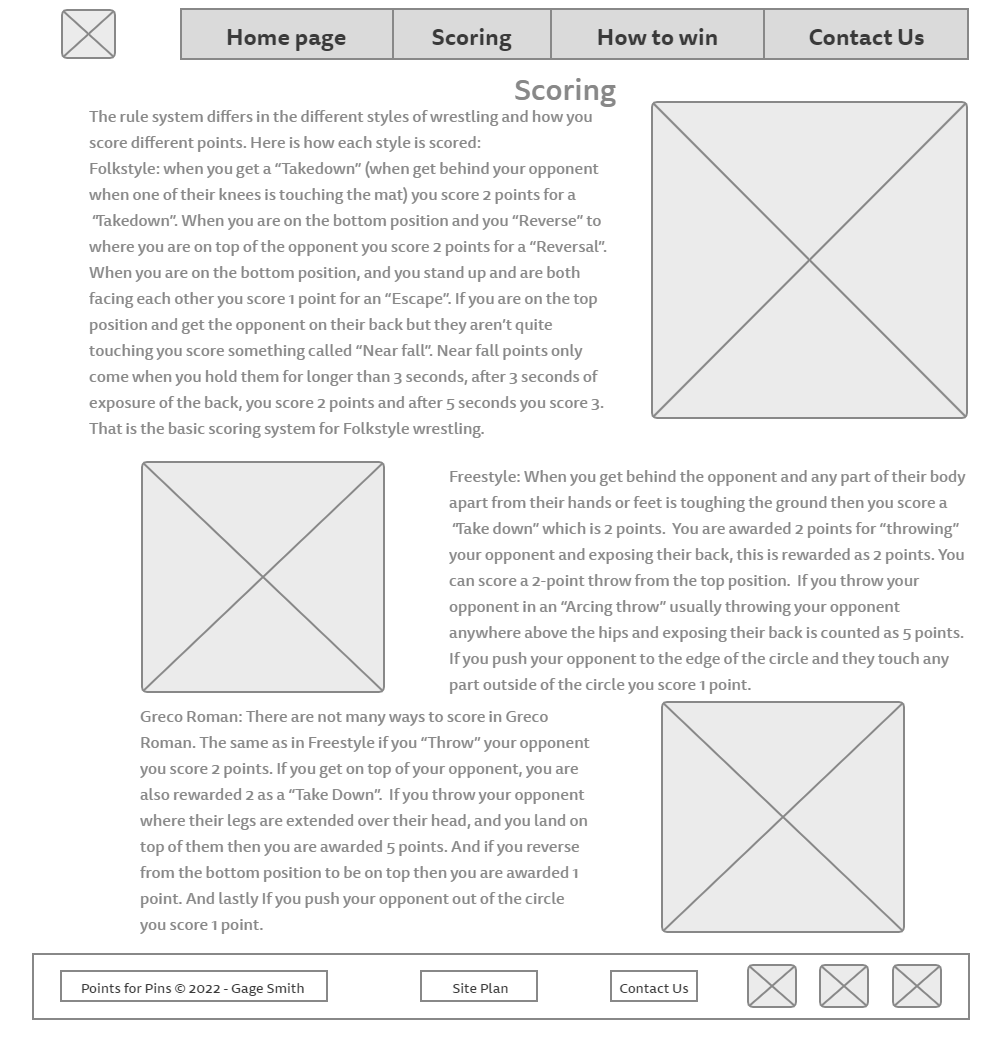 Home page
Scoring
How to win
Contact Us
Scoring
The rule system differs in the different styles of wrestling and how you
score different points. Here is how each style is scored:
Folkstyle: when you get a “Takedown” (when get behind your opponent
when one of their knees is touching the mat) you score 2 points for a
“Takedown”. When you are on the bottom position and you “Reverse” to
where you are on top of the opponent you score 2 points for a “Reversal”.
When you are on the bottom position, and you stand up and are both
facing each other you score 1 point for an “Escape”. If you are on the top
position and get the opponent on their back but they aren’t quite
touching you score something called “Near fall”. Near fall points only
come when you hold them for longer than 3 seconds, after 3 seconds of
exposure of the back, you score 2 points and after 5 seconds you score 3.
That is the basic scoring system for Folkstyle wrestling.
Freestyle: When you get behind the opponent and any part of their body
apart from their hands or feet is toughing the ground then you score a
“Take down” which is 2 points.  You are awarded 2 points for “throwing”
your opponent and exposing their back, this is rewarded as 2 points. You
can score a 2-point throw from the top position.  If you throw your
opponent in an “Arcing throw” usually throwing your opponent
anywhere above the hips and exposing their back is counted as 5 points.
If you push your opponent to the edge of the circle and they touch any
part outside of the circle you score 1 point.
Greco Roman: There are not many ways to score in Greco
Roman. The same as in Freestyle if you “Throw” your opponent
you score 2 points. If you get on top of your opponent, you are
also rewarded 2 as a “Take Down”.  If you throw your opponent
where their legs are extended over their head, and you land on
top of them then you are awarded 5 points. And if you reverse
from the bottom position to be on top then you are awarded 1
point. And lastly If you push your opponent out of the circle
you score 1 point.
Points for Pins © 2022 - Gage Smith
Site Plan
Contact Us